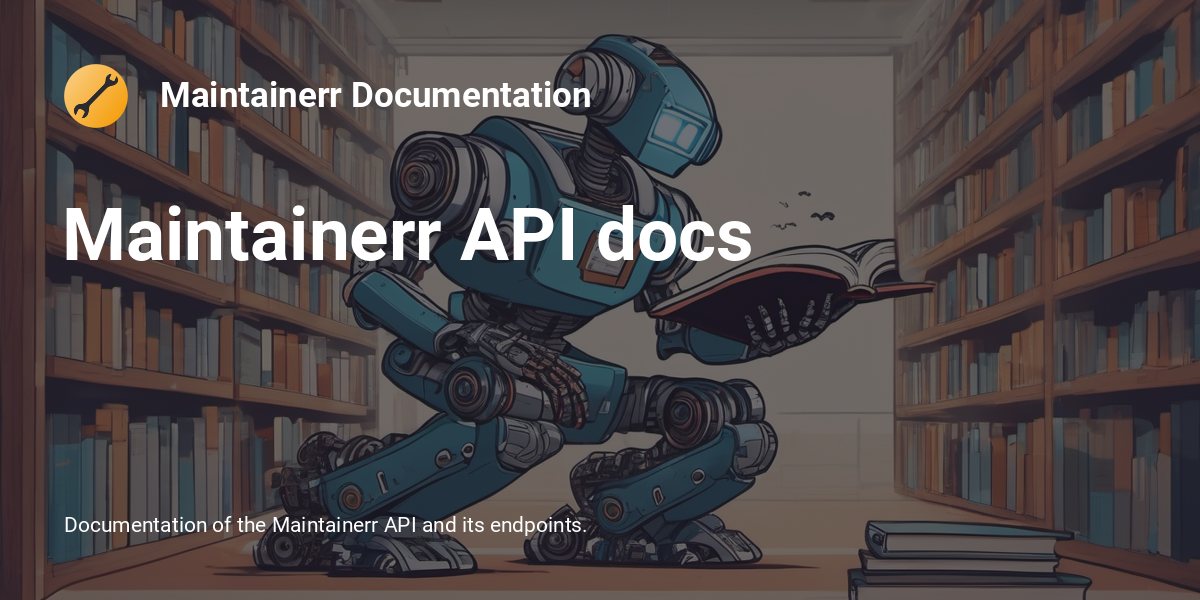 Maintainerr Documentation
Maintainerr API docs
Documentation of the Maintainerr API and its endpoints.